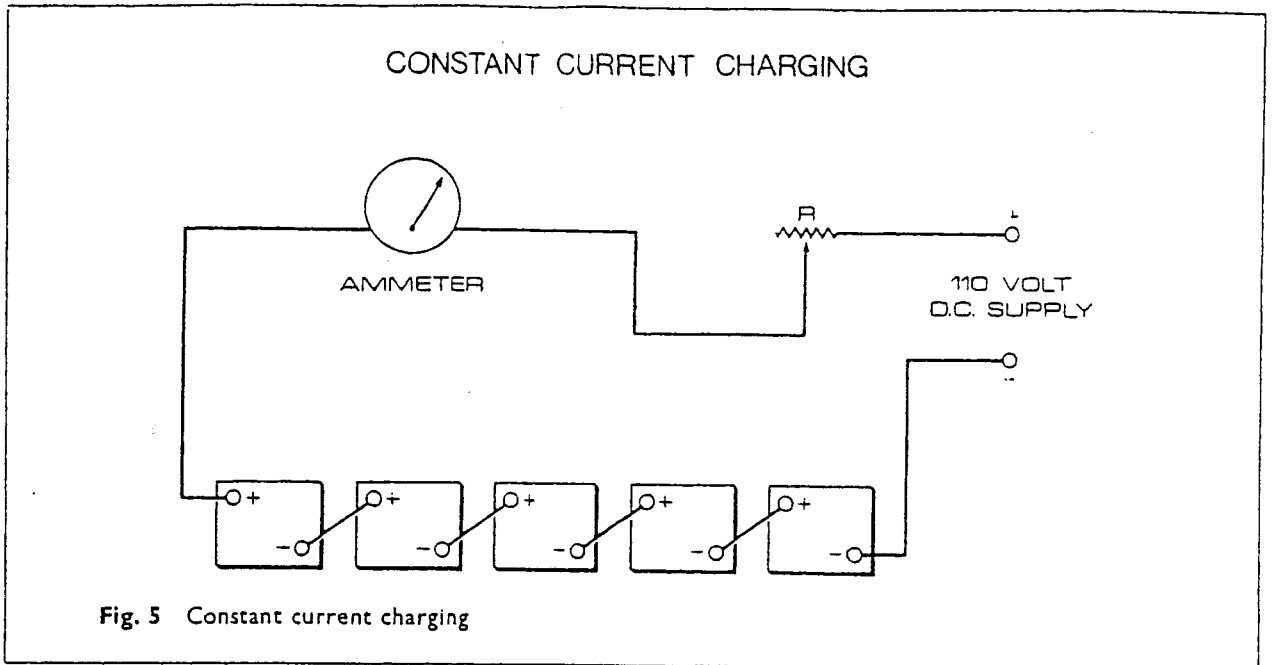 CONSTANT CURRENT CHARGING
R
+
AMMETER
110 VOLT
D.C. SUPPLY
-
+ + + + +
- - - - -
Fig. 5 Constant current charging